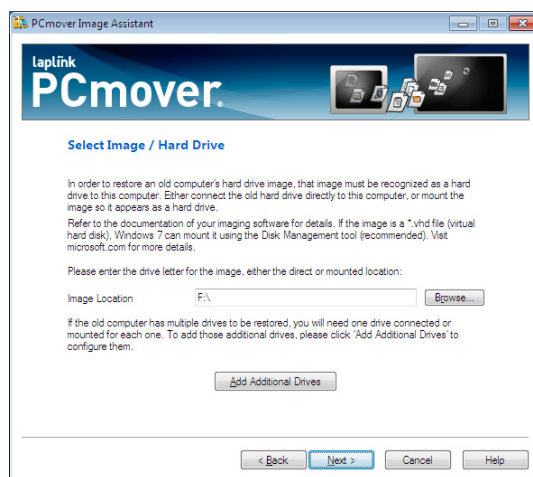 PCmover Image Assistant
laplink
PCmover.
Select Image / Hard Drive
In order to restore an old computer's hard drive image, that image must be recognized as a hard
drive to this computer. Either connect the old hard drive directly to this computer, or mount the
image so it appears as a hard drive.
Refer to the documentation of your imaging software for details. If the image is a *.vhd file (virtual
hard disk), Windows 7 can mount it using the Disk Management tool (recommended). Visit
microsoft.com for more details.
Please enter the drive letter for the image, either the direct or mounted location:
Image Location F:\ Browse...
If the old computer has multiple drives to be restored, you will need one drive connected or
mounted for each one. To add those additional drives, please click 'Add Additional Drives' to
configure them.
Add Additional Drives
< Back Next > Cancel Help